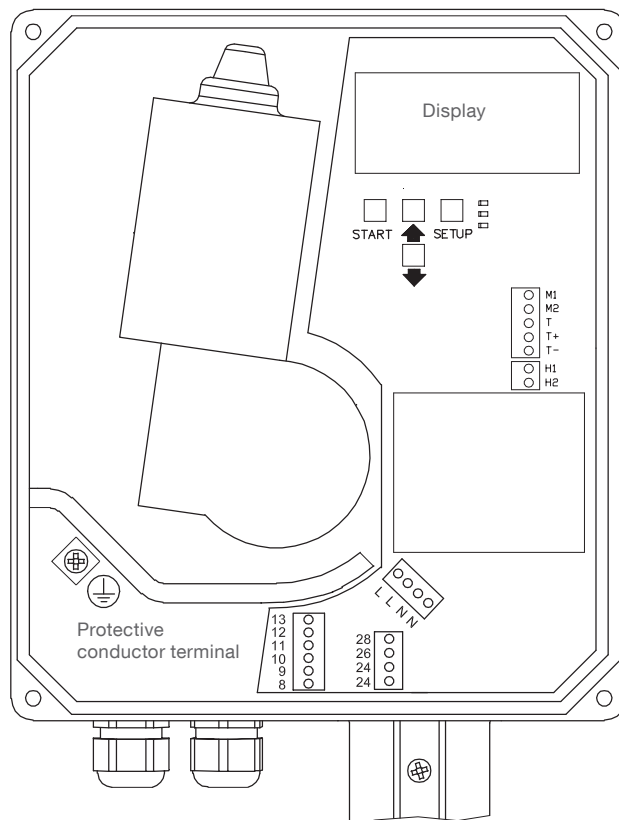 Display
START
SETUP
M1
M2
T
T+
T-
H1
H2
L L N N
Protective
conductor terminal
13
12
11
10
9
8
28
26
24
24